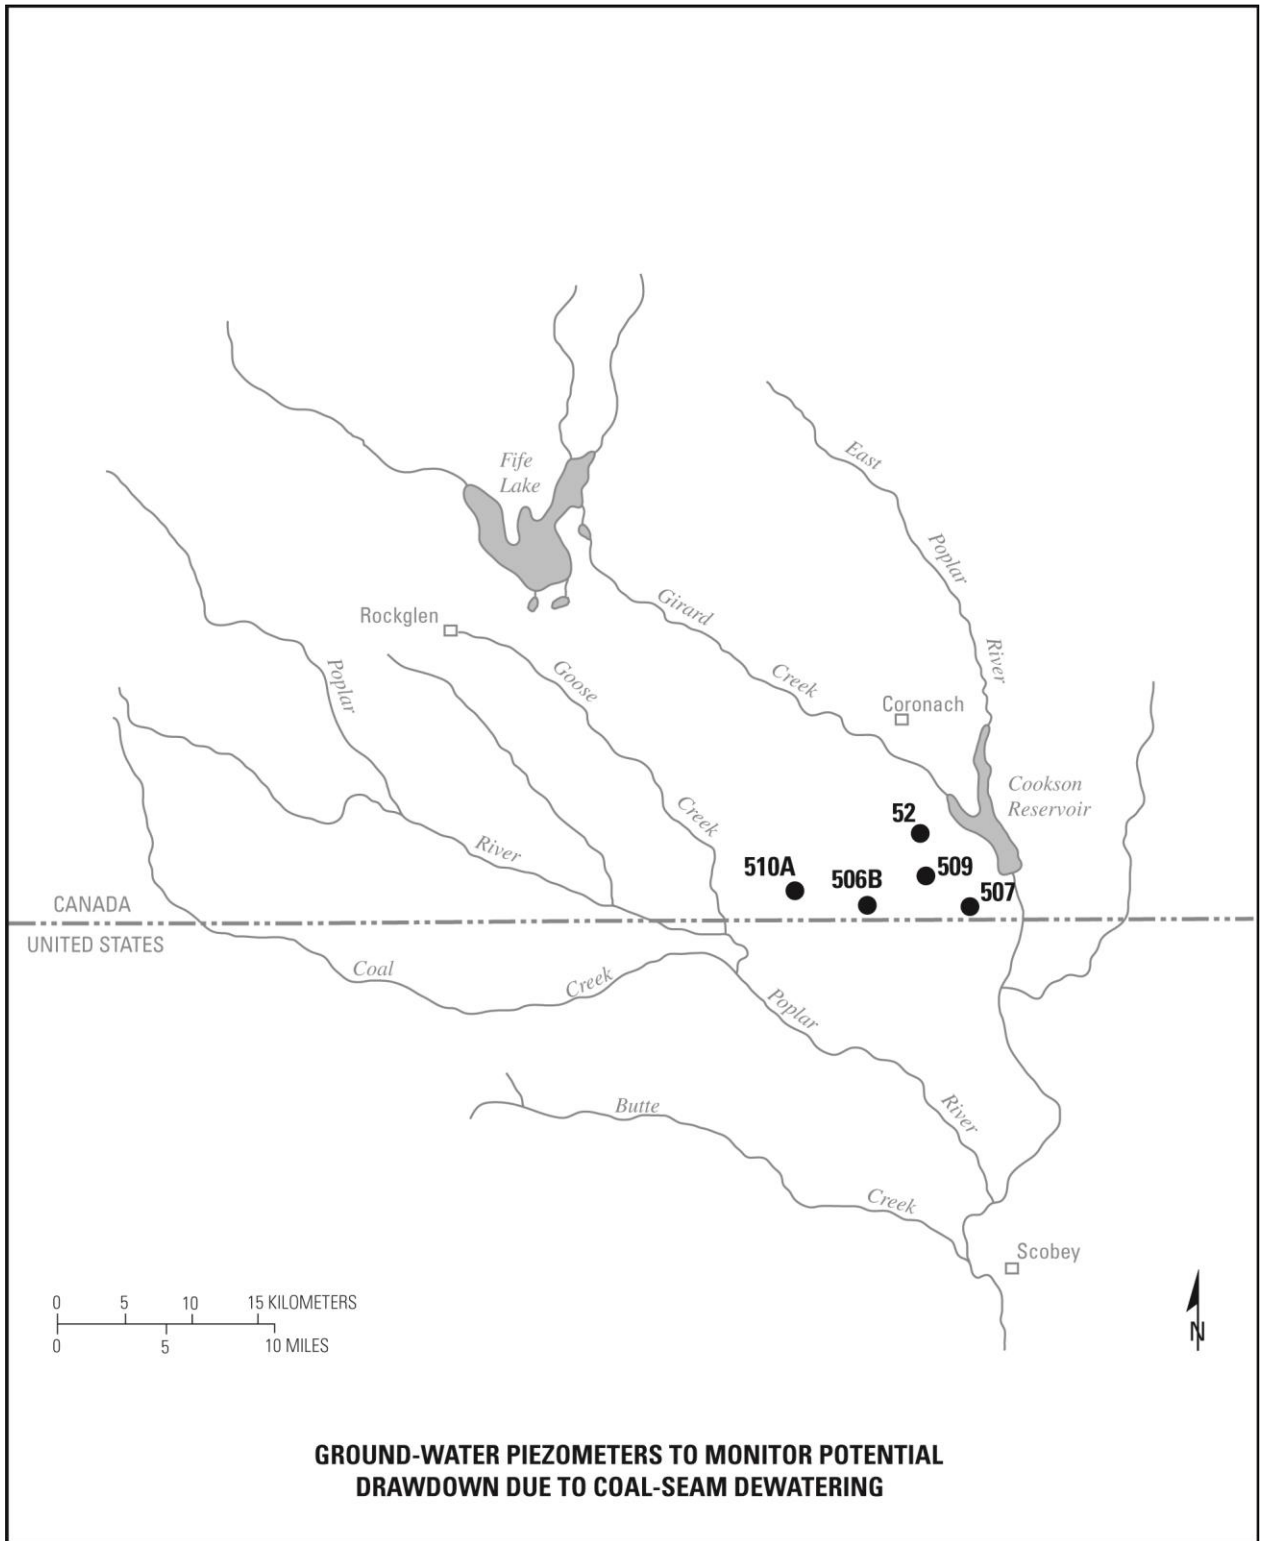 Fife
Lake
East
Poplar
River
Girard
Creek
Rockglen
Goose
Creek
Poplar
River
Coronach
Cookson
Reservoir
52
509
510A
506B
507
CANADA
UNITED STATES
Coal
Creek
Poplar
River
Butte
Creek
Scobey
0 5 10 15 KILOMETERS
0 5 10 MILES
N
GROUND-WATER PIEZOMETERS TO MONITOR POTENTIAL
DRAWDOWN DUE TO COAL-SEAM DEWATERING